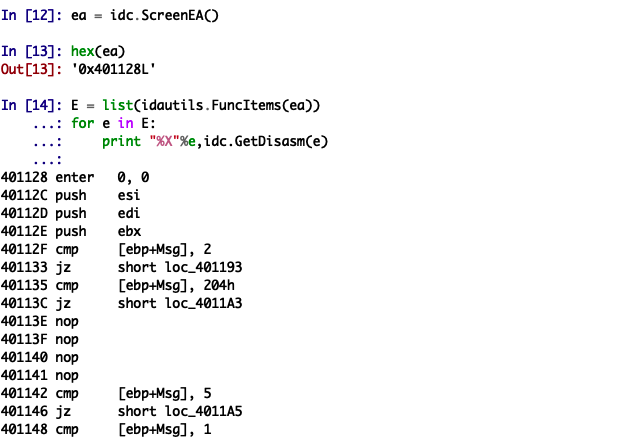 In [12]: ea = idc.ScreenEA()
In [13]: hex(ea)
Out[13]: '0x401128L'
In [14]: E = list(idautils.FuncItems(ea))
...: for e in E:
...: print "%X"%e,idc.GetDisasm(e)
...:
401128 enter 0, 0
40112C push esi
40112D push edi
40112E push ebx
40112F cmp [ebp+Msg], 2
401133 jz short loc_401193
401135 cmp [ebp+Msg], 204h
40113C jz short loc_4011A3
40113E nop
40113F nop
401140 nop
401141 nop
401142 cmp [ebp+Msg], 5
401146 jz short loc_4011A5
401148 cmp [ebp+Msg], 1